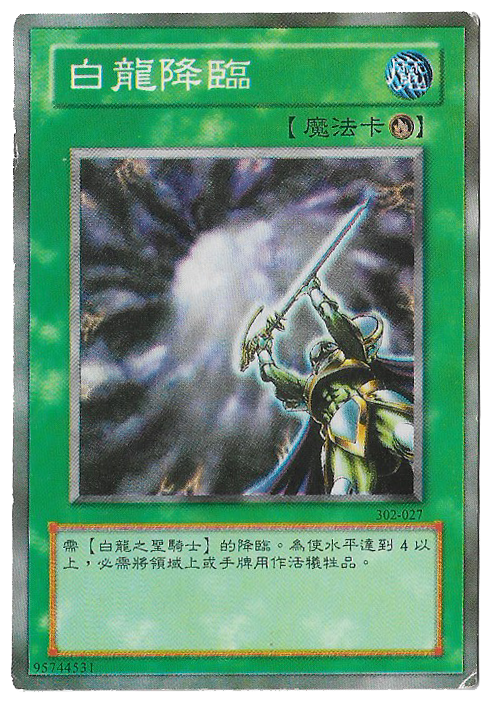 白龍降臨
【魔法卡】
302-027
需【白龍之聖騎士】的降臨。為使水平達到4以
上，必需將領域上或手牌用作活犧牲品。
95744531